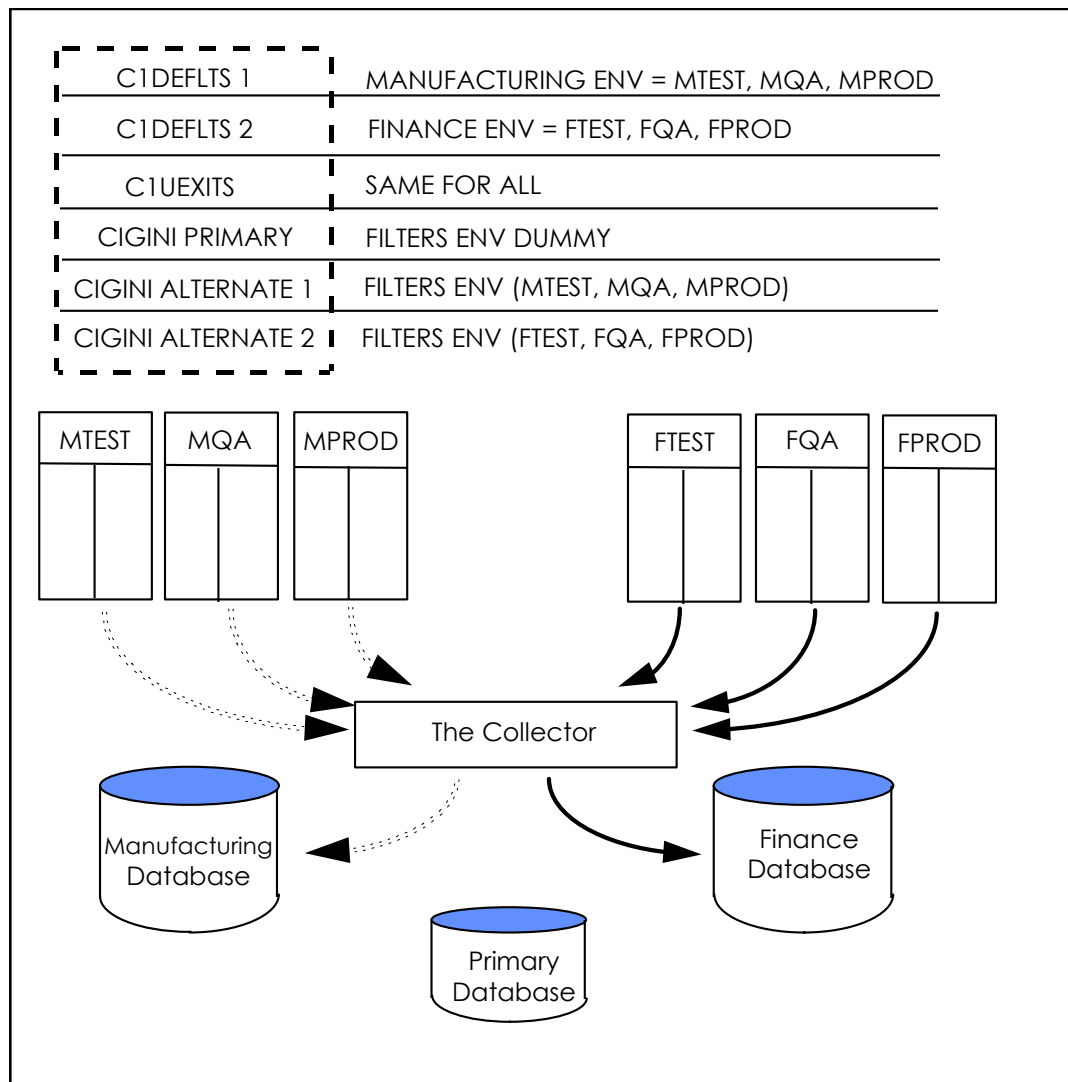 C1DEFLTS 1 MANUFACTURING ENV = MTEST, MQA, MPROD
C1DEFLTS 2 FINANCE ENV = FTEST, FQA, FPROD
C1UEXITS SAME FOR ALL
CIGINI PRIMARY FILTERS ENV DUMMY
CIGINI ALTERNATE 1 FILTERS ENV (MTEST, MQA, MPROD)
CIGINI ALTERNATE 2 FILTERS ENV (FTEST, FQA, FPROD)
MTEST MQA MPROD FTEST FQA FPROD
The Collector
Manufacturing
Database
Finance
Database
Primary
Database